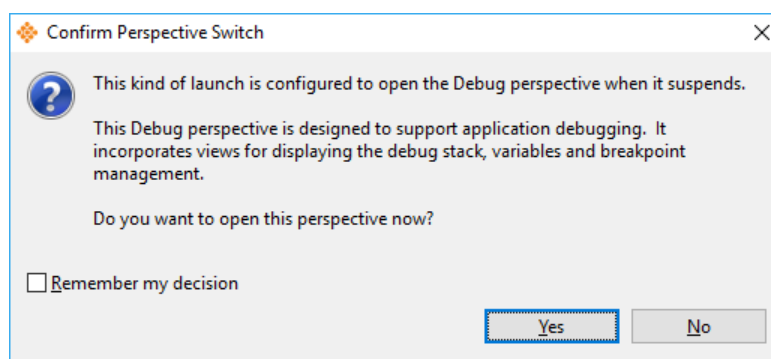 Confirm Perspective Switch
This kind of launch is configured to open the Debug perspective when it suspends.
This Debug perspective is designed to support application debugging.  It
incorporates views for displaying the debug stack, variables and breakpoint
management.
Do you want to open this perspective now?
Remember my decision
Yes
No